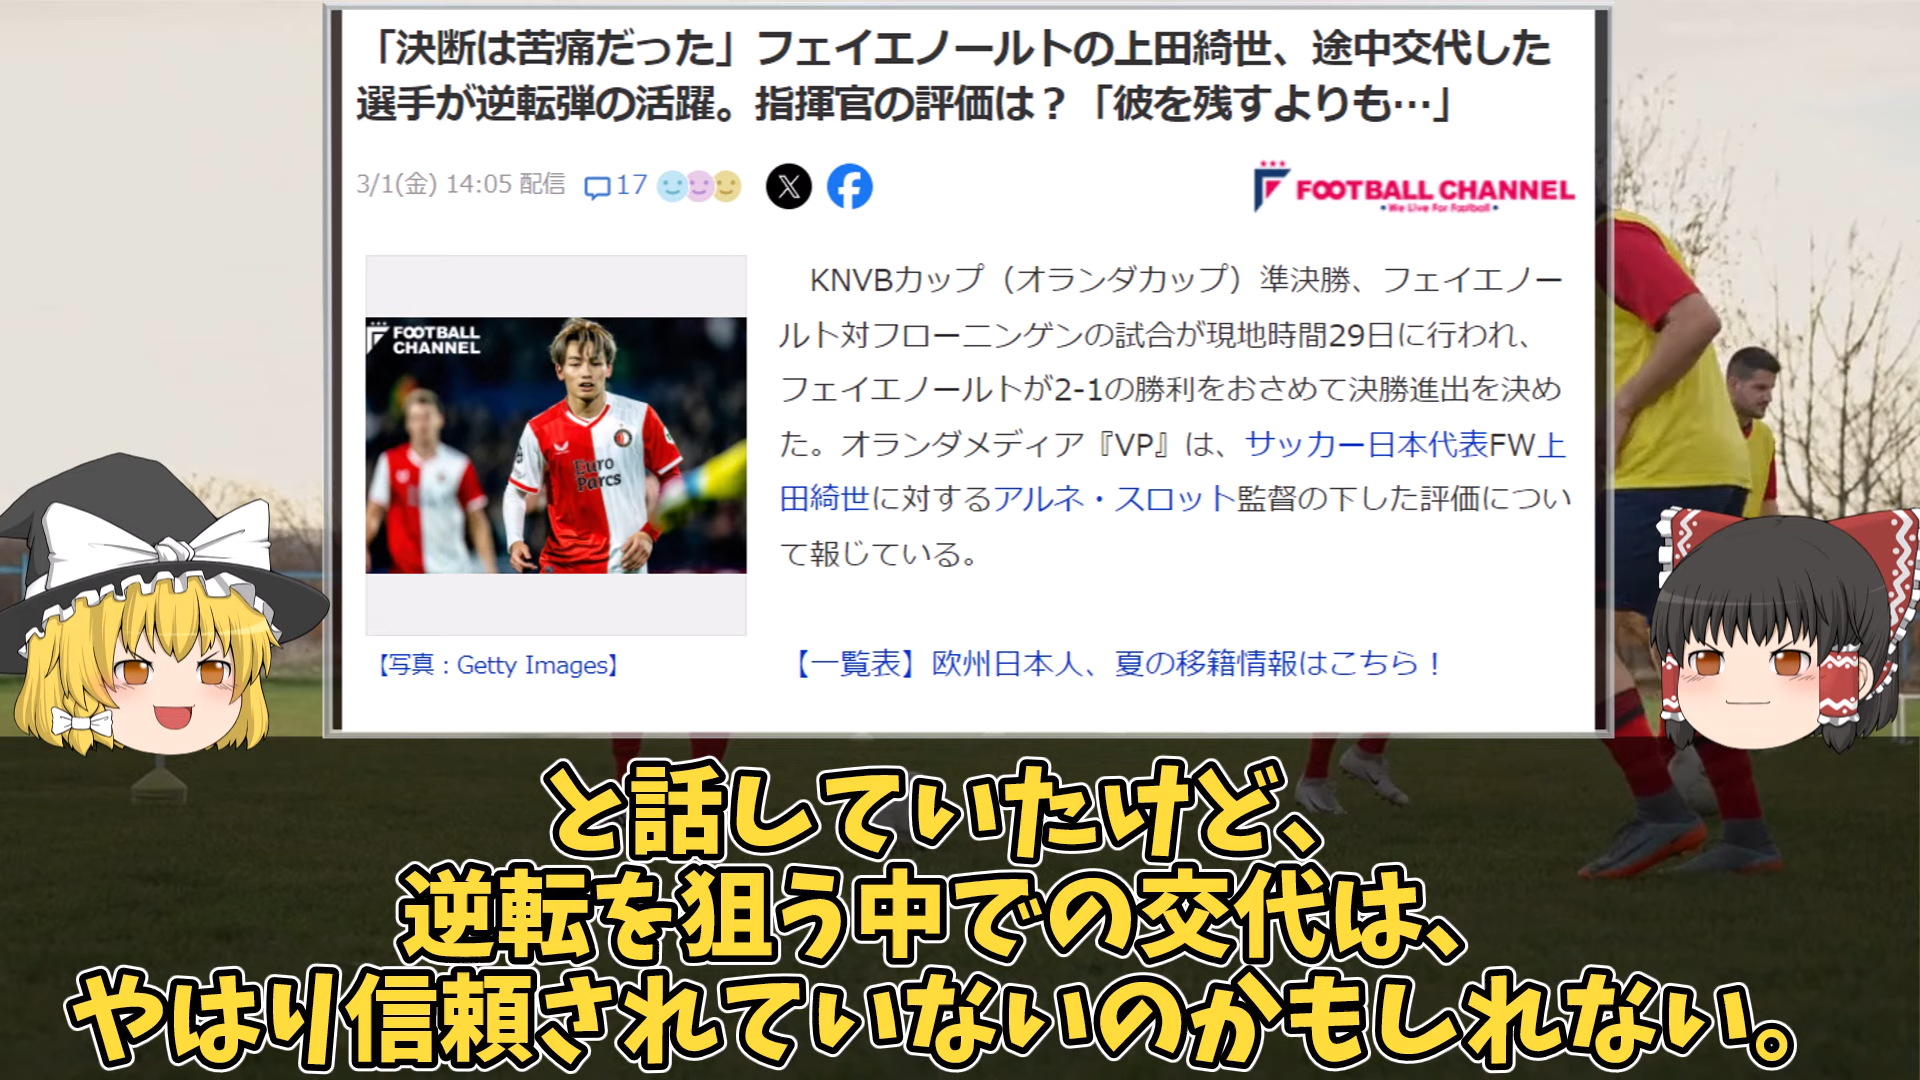 「決断は苦痛だった」フェイエノールトの上田綺世、途中交代した
選手が逆転弾の活躍。指揮官の評価は？「彼を残すよりも…」
3/1(金) 14:05 配信 17
FOOTBALL CHANNEL
・We Live For Football・
KNVBカップ（オランダカップ）準決勝、フェイエノー
ルト対フローニンゲンの試合が現地時間29日に行われ、
フェイエノールトが2-1の勝利をおさめて決勝進出を決め
た。オランダメディア『VP』は、サッカー日本代表FW上
田綺世に対するアルネ・スロット監督の下した評価につい
て報じている。
FOOTBALL
CHANNEL
Euro
Parcs
【写真：Getty Images】
【一覧表】欧州日本人、夏の移籍情報はこちら！
と話していたけど、
逆転を狙う中での交代は、
やはり信頼されていないのかもしれない。